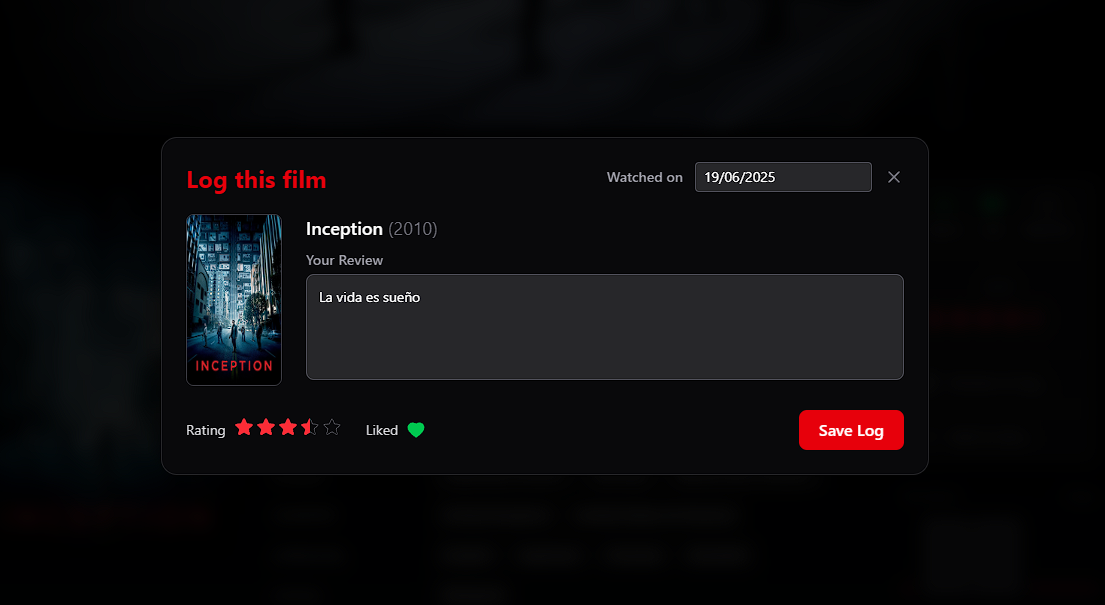 Log this film
Watched on 19/06/2025
INCEPTION
Inception (2010)
Your Review
La vida es sueño
Rating
Liked
Save Log